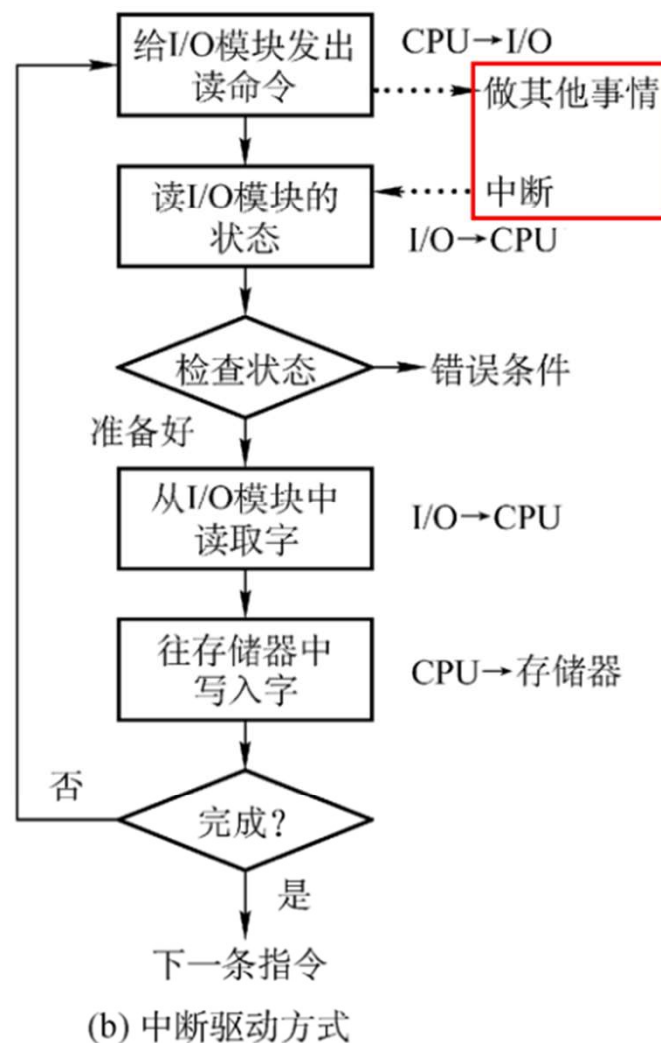 给I/O模块发出
读命令
CPU→I/O
做其他事情
读I/O模块的
状态
中断
I/O→CPU
检查状态
错误条件
准备好
从I/O模块中
读取字
I/O→CPU
往存储器中
写入字
CPU→存储器
否
完成?
是
下一条指令
(b) 中断驱动方式